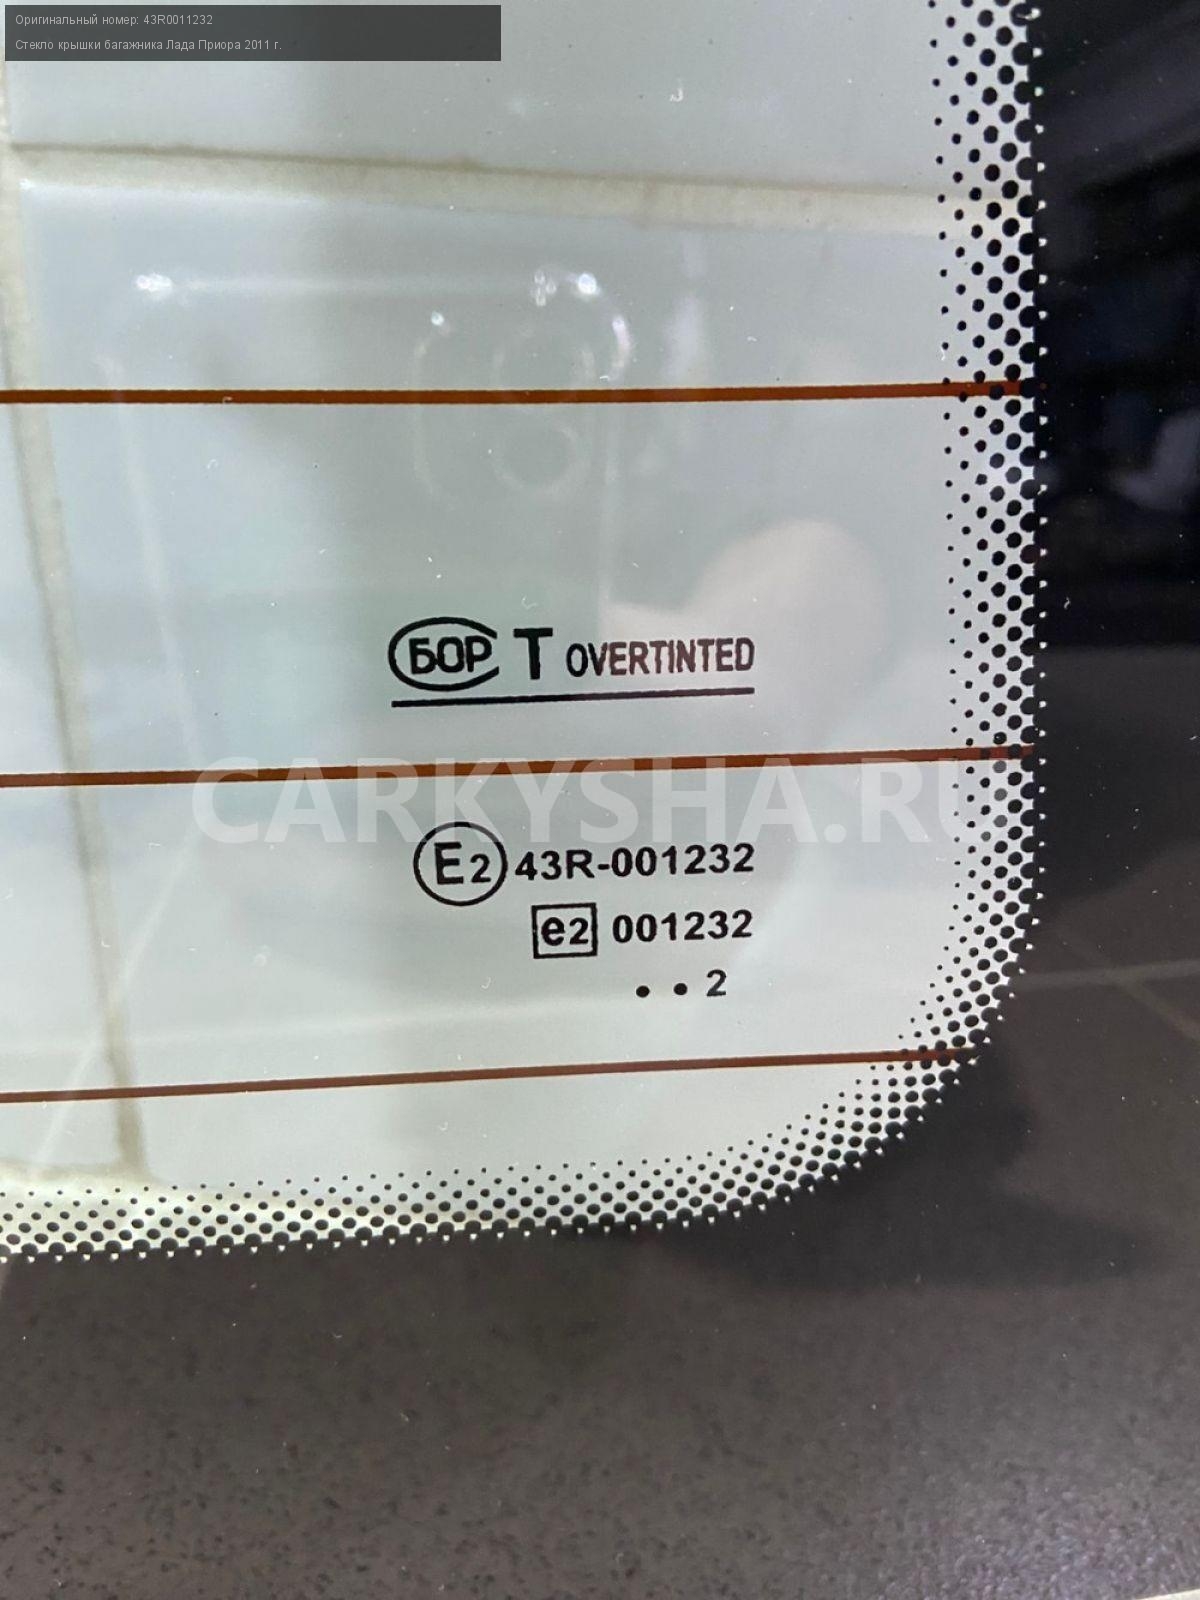 Оригинальный номер: 43R0011232
Стекло крышки багажника Лада Приора 2011 г.
БОР T OVERTINTED
CARKYSHA.RU
E2 43R-001232
e2 001232
• • 2